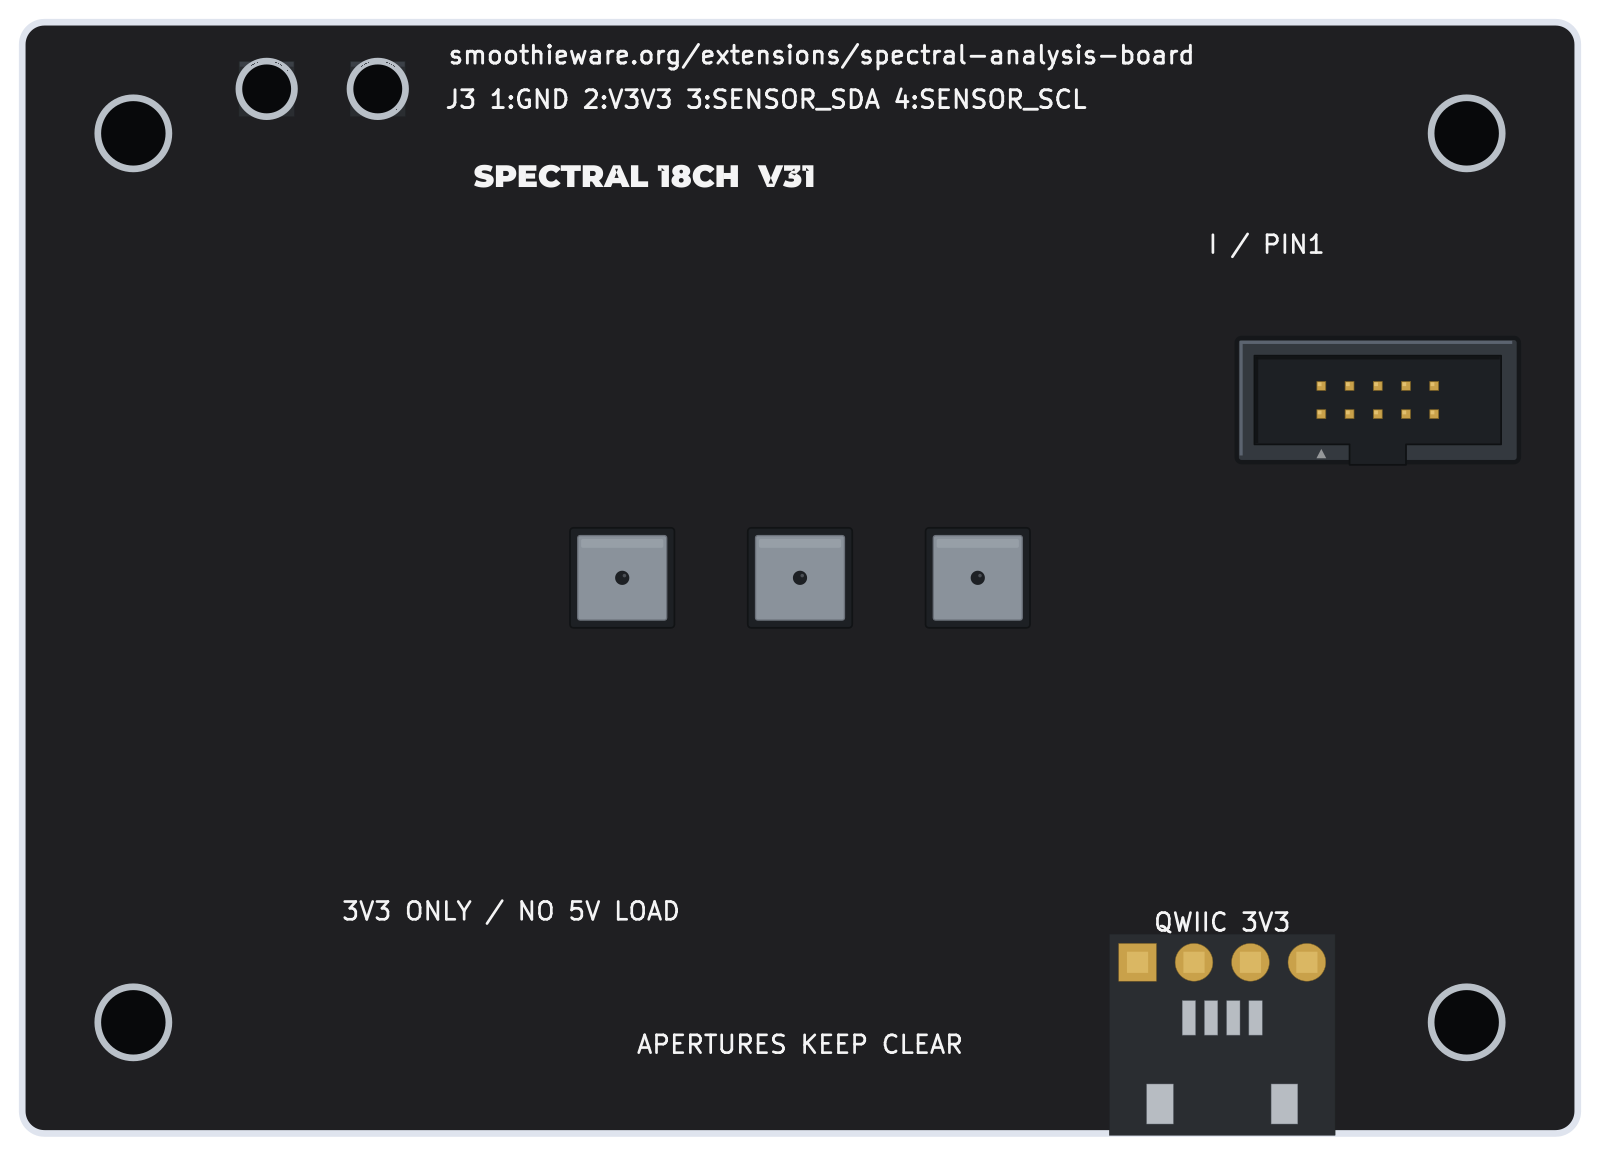 smoothieware.org/extensions/spectral-analysis-board
J3 1:GND 2:V3V3 3:SENSOR_SDA 4:SENSOR_SCL
SPECTRAL 18CH V31
I / PIN1
3V3 ONLY / NO 5V LOAD
QWIIC 3V3
APERTURES KEEP CLEAR